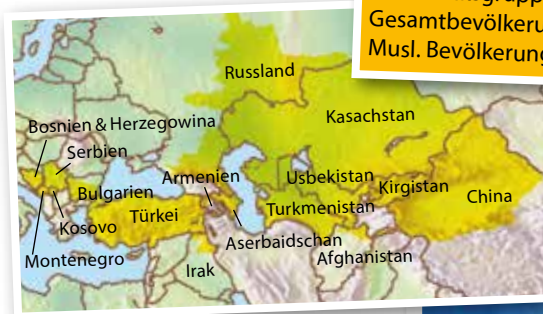 Gesamtbevölkeru
Musl. Bevölkerung
Russland
Kasachstan
Bosnien & Herzegowina
Serbien
Armenien
Usbekistan
Kirgistan
China
Bulgarien
Türkei
Turkmenistan
Kosovo
Aserbaidschan
Montenegro
Irak
Afghanistan